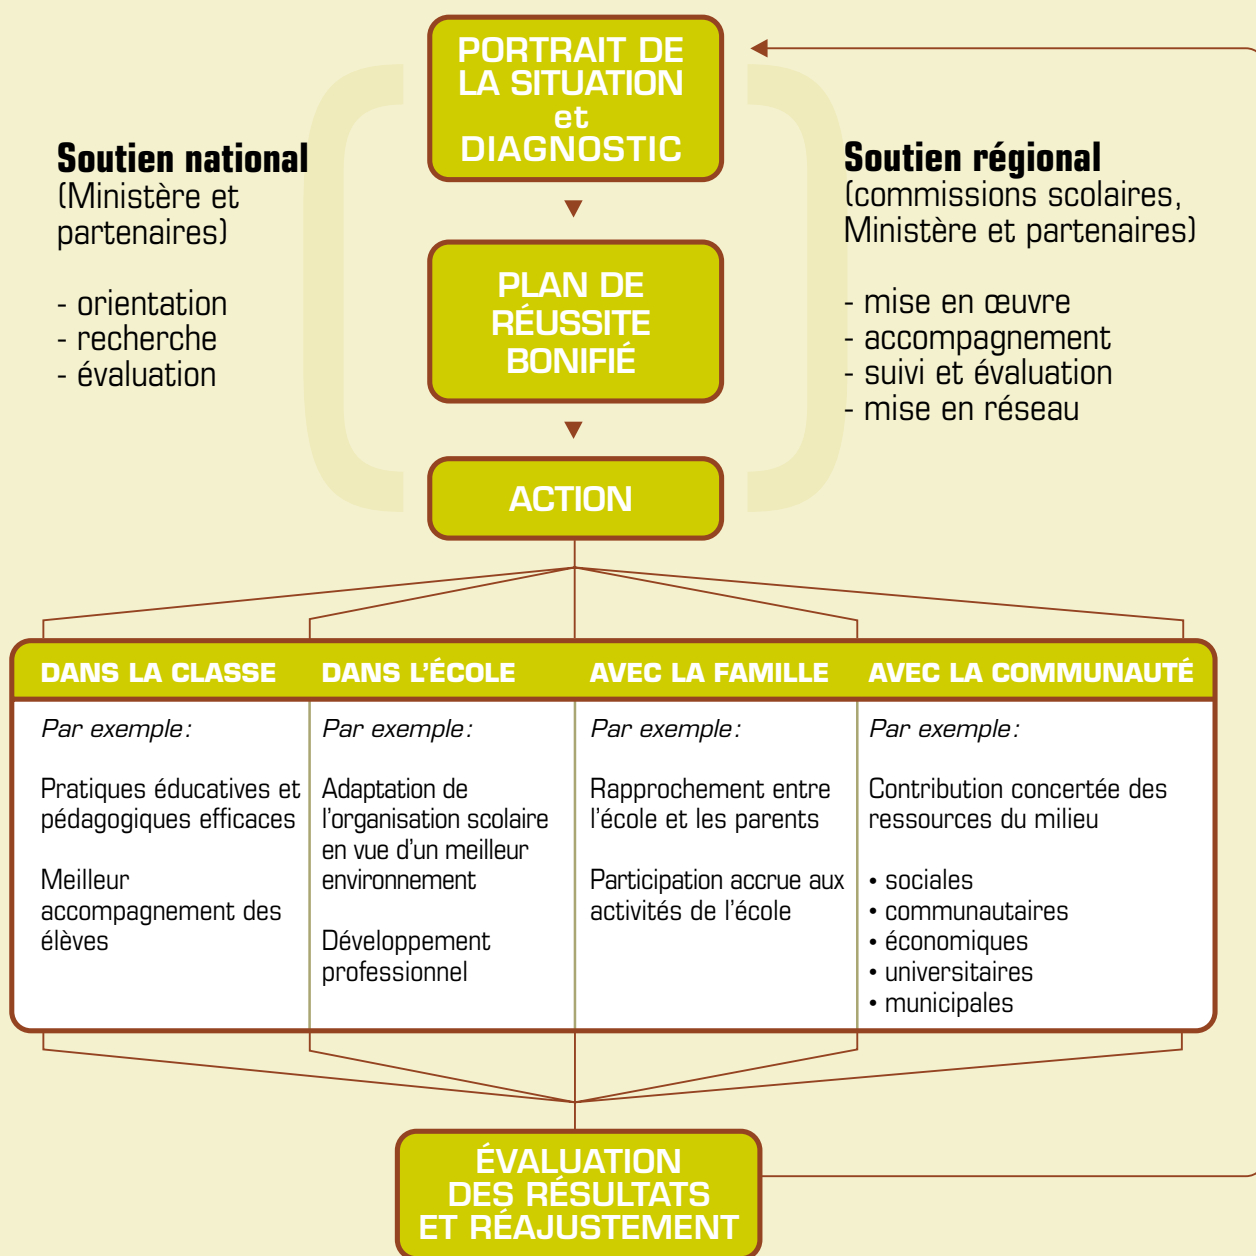 PORTRAIT DE
LA SITUATION
et
DIAGNOSTIC
Soutien national
(Ministère et
partenaires)
- orientation
- recherche
- évaluation
Soutien régional
(commissions scolaires,
Ministère et partenaires)
- mise en œuvre
- accompagnement
- suivi et évaluation
- mise en réseau
PLAN DE
RÉUSSITE
BONIFIÉ
ACTION
DANS LA CLASSE
Par exemple:
Pratiques éducatives et
pédagogiques efficaces
Meilleur
accompagnement des
élèves
DANS L'ÉCOLE
Par exemple:
Adaptation de
l'organisation scolaire
en vue d'un meilleur
environnement
Développement
professionnel
AVEC LA FAMILLE
Par exemple:
Rapprochement entre
l'école et les parents
Participation accrue aux
activités de l'école
AVEC LA COMMUNAUTÉ
Par exemple:
Contribution concertée des
ressources du milieu
• sociales
• communautaires
• économiques
• universitaires
• municipales
ÉVALUATION
DES RÉSULTATS
ET RÉAJUSTEMENT